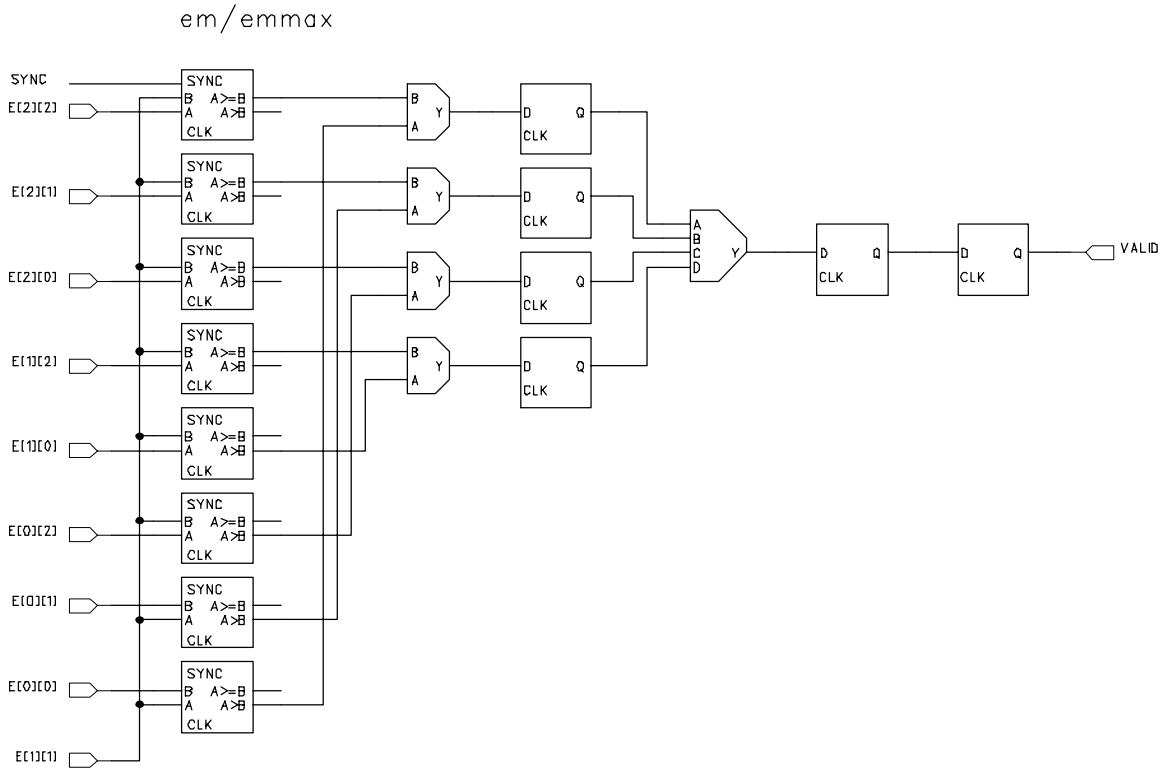 em/emmax
SYNC
E[2][2]
E[2][1]
E[2][0]
E[1][2]
E[1][0]
E[0][2]
E[0][1]
E[0][0]
E[1][1]
SYNC
B A>=B
A A>B
CLK
SYNC
B A>=B
A A>B
CLK
SYNC
B A>=B
A A>B
CLK
SYNC
B A>=B
A A>B
CLK
SYNC
B A>=B
A A>B
CLK
SYNC
B A>=B
A A>B
CLK
SYNC
B A>=B
A A>B
CLK
SYNC
B A>=B
A A>B
CLK
B
Y
A
B
Y
A
B
Y
A
B
Y
A
D Q
CLK
D Q
CLK
D Q
CLK
D Q
CLK
A
B
C Y
D
D Q
CLK
D Q
CLK
VALID